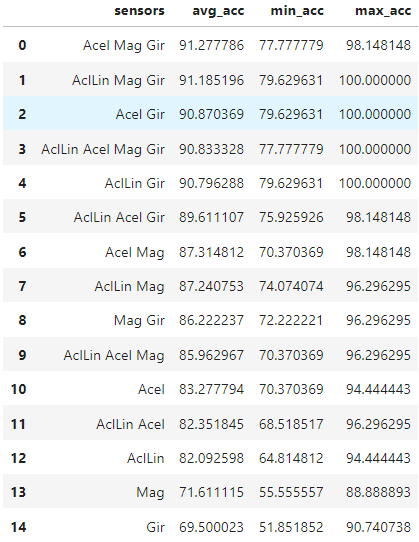 sensors avg_acc min_acc max_acc
0 Acel Mag Gir 91.277786 77.777779 98.148148
1 AclLin Mag Gir 91.185196 79.629631 100.000000
2 Acel Gir 90.870369 79.629631 100.000000
3 AclLin Acel Mag Gir 90.833328 77.777779 100.000000
4 AclLin Gir 90.796288 79.629631 100.000000
5 AclLin Acel Gir 89.611107 75.925926 98.148148
6 Acel Mag 87.314812 70.370369 98.148148
7 AclLin Mag 87.240753 74.074074 96.296295
8 Mag Gir 86.222237 72.222221 96.296295
9 AclLin Acel Mag 85.962967 70.370369 96.296295
10 Acel 83.277794 70.370369 94.444443
11 AclLin Acel 82.351845 68.518517 96.296295
12 AclLin 82.092598 64.814812 94.444443
13 Mag 71.611115 55.555557 88.888893
14 Gir 69.500023 51.851852 90.740738